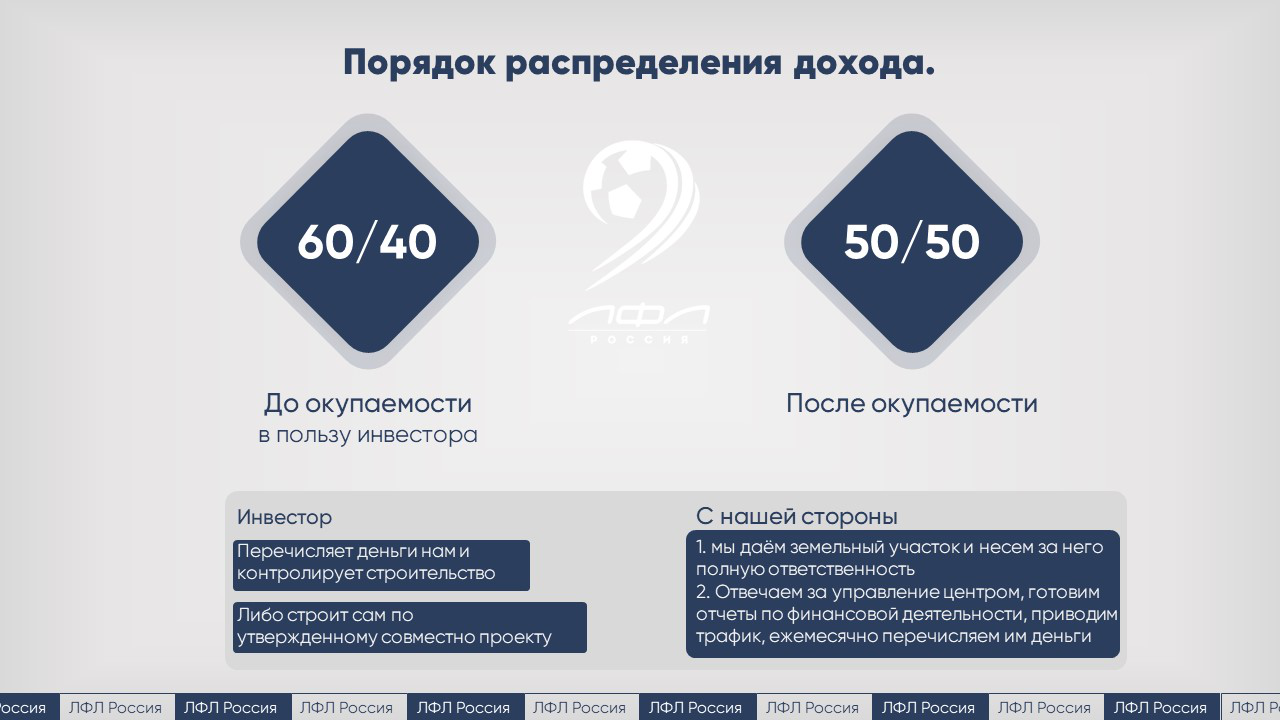 Порядок распределения дохода.
60/40
50/50
ЛФЛ
РОССИЯ
До окупаемости
в пользу инвестора
После окупаемости
Инвестор
Перечисляет деньги нам и
контролирует строительство
Либо строит сам по
утвержденному совместно проекту
С нашей стороны
1. мы даём земельный участок и несем за него
полную ответственность
2. Отвечаем за управление центром, готовим
отчеты по финансовой деятельности, приводим
трафик, ежемесячно перечисляем им деньги
оссия ЛФЛ Россия ЛФЛ Россия ЛФЛ Россия ЛФЛ Россия ЛФЛ Россия ЛФЛ Россия ЛФЛ Россия ЛФЛ Россия ЛФЛ Россия ЛФЛ Россия ЛФЛ Р